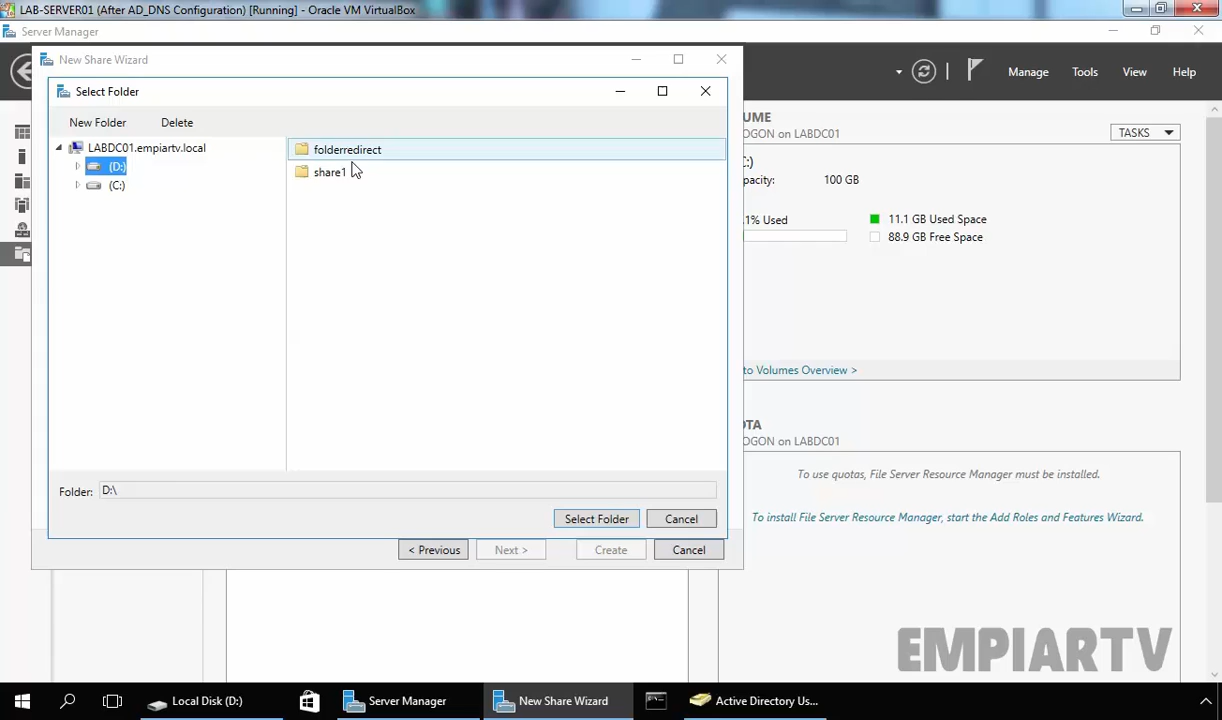 LAB-SERVER01 (After AD_DNS Configuration) [Running] - Oracle VM VirtualBox
Server Manager
New Share Wizard
Select Folder
Manage Tools View Help
New Folder Delete
UME
OGON on LABDC01
TASKS
LABDC01.empiartv.local
(D:)
(C:)
folderredirect
share1
:)
pacity: 100 GB
1% Used
11.1 GB Used Space
88.9 GB Free Space
to Volumes Overview >
OTA
OGON on LABDC01
To use quotas, File Server Resource Manager must be installed.
To install File Server Resource Manager, start the Add Roles and Features Wizard.
Folder: D:\
Select Folder Cancel
< Previous Next > Create Cancel
EMPIARTV
Local Disk (D:) Server Manager New Share Wizard Active Directory Us...